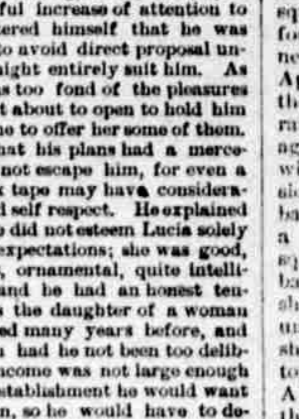 ful increase of attention to
tered himself that he was
to avoid direct proposal un-
night entirely suit him. As
s too fond of the pleasures
t about to open to hold him
ne to offer her some of them.
hat his plans had a merce-
not escape him, for even a
k tape may have considera-
l self respect. He explained
did not esteem Lucia solely
expectations; she was good,
, ornamental, quite intelli-
and he had an honest ten-
s the daughter of a woman
ed many years before, and
had he not been too delib-
ncome was not large enough
stablishment he would want
n, so he would have to de-